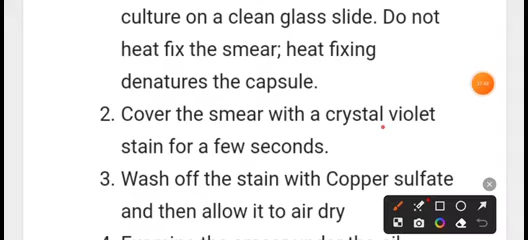 culture on a clean glass slide. Do not
heat fix the smear; heat fixing
denatures the capsule.
2. Cover the smear with a crystal violet
stain for a few seconds.
3. Wash off the stain with Copper sulfate
and then allow it to air dry